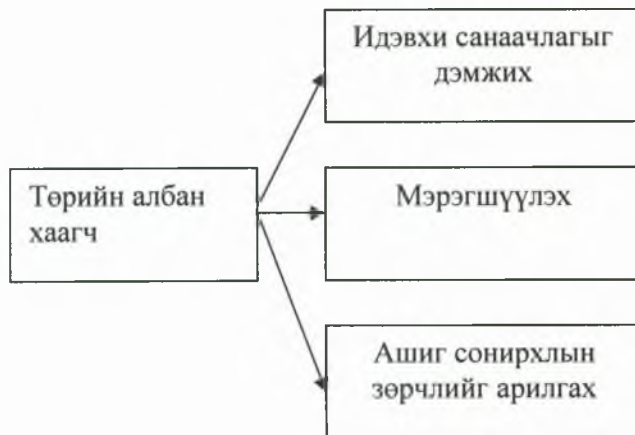 Идэвхи санаачлагыг
дэмжих
Төрийн албан
хаагч
Мэрэгшүүлэх
Ашиг сонирхлын
зөрчлийг арилгах